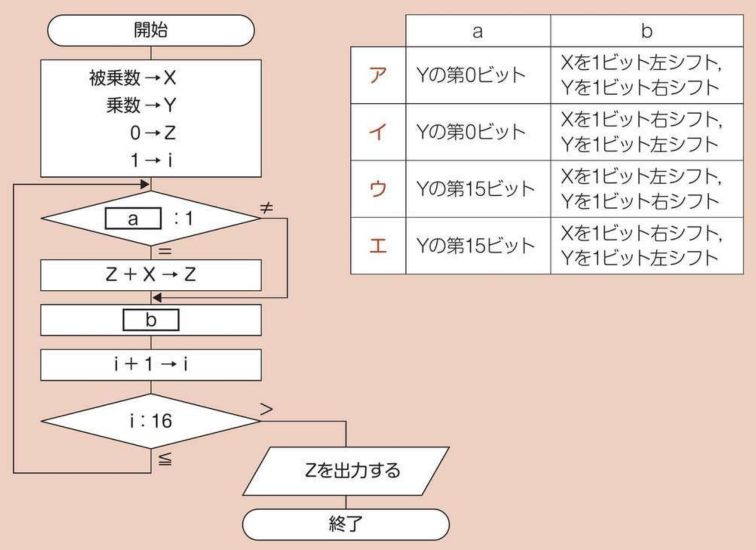 開始
被乗数→X
乗数→Y
0→Z
1→i
a : 1
≠
=
Z + X → Z
b
i + 1 → i
i : 16
>
≦
Zを出力する
終了
a b
ア Yの第0ビット Xを1ビット左シフト,
Yを1ビット右シフト
イ Yの第0ビット Xを1ビット右シフト,
Yを1ビット左シフト
ウ Yの第15ビット Xを1ビット左シフト,
Yを1ビット右シフト
エ Yの第15ビット Xを1ビット右シフト,
Yを1ビット左シフト